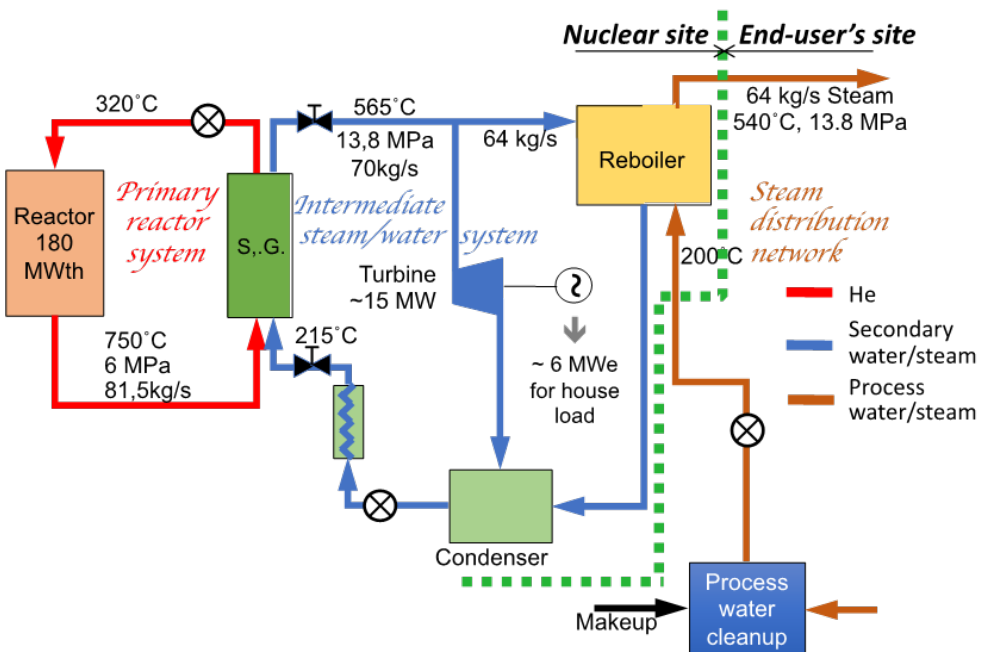 Nuclear site
End-user's site
320˚C
565˚C
13,8 MPa
70kg/s
64 kg/s
64 kg/s Steam
540˚C, 13.8 MPa
Reboiler
Reactor
180
MWth
Primary
reactor
system
S,.G.
Intermediate
steam/water system
Steam
distribution
network
200˚C
Turbine
~15 MW
~ 6 MWe
for house
load
750˚C
6 MPa
81,5kg/s
215˚C
He
Secondary
water/steam
Process
water/steam
Condenser
Makeup
Process
water
cleanup